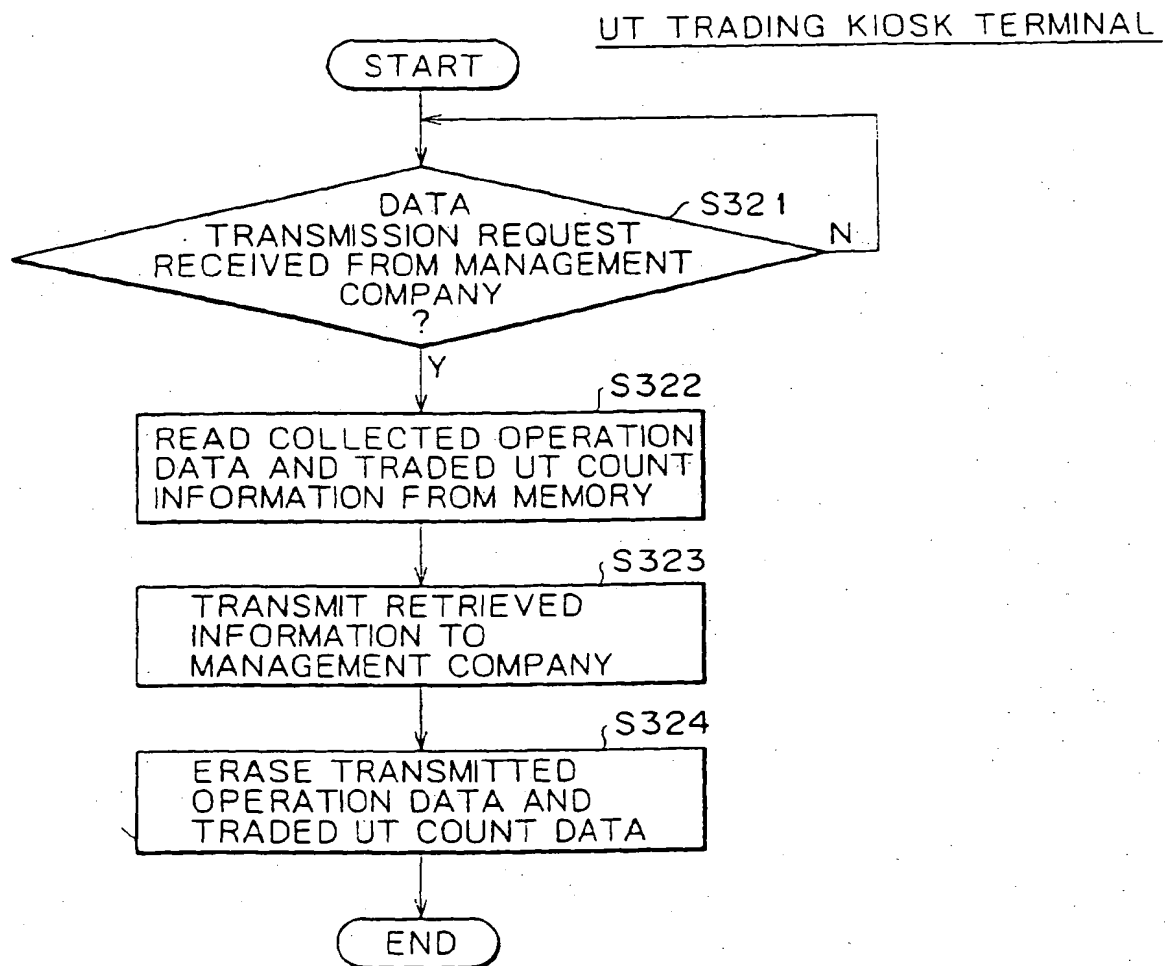 UT TRADING KIOSK TERMINAL
START
S321
DATA
TRANSMISSION REQUEST
RECEIVED FROM MANAGEMENT
COMPANY
?
N
Y
S322
READ COLLECTED OPERATION
DATA AND TRADED UT COUNT
INFORMATION FROM MEMORY
S323
TRANSMIT RETRIEVED
INFORMATION TO
MANAGEMENT COMPANY
S324
ERASE TRANSMITTED
OPERATION DATA AND
TRADED UT COUNT DATA
END